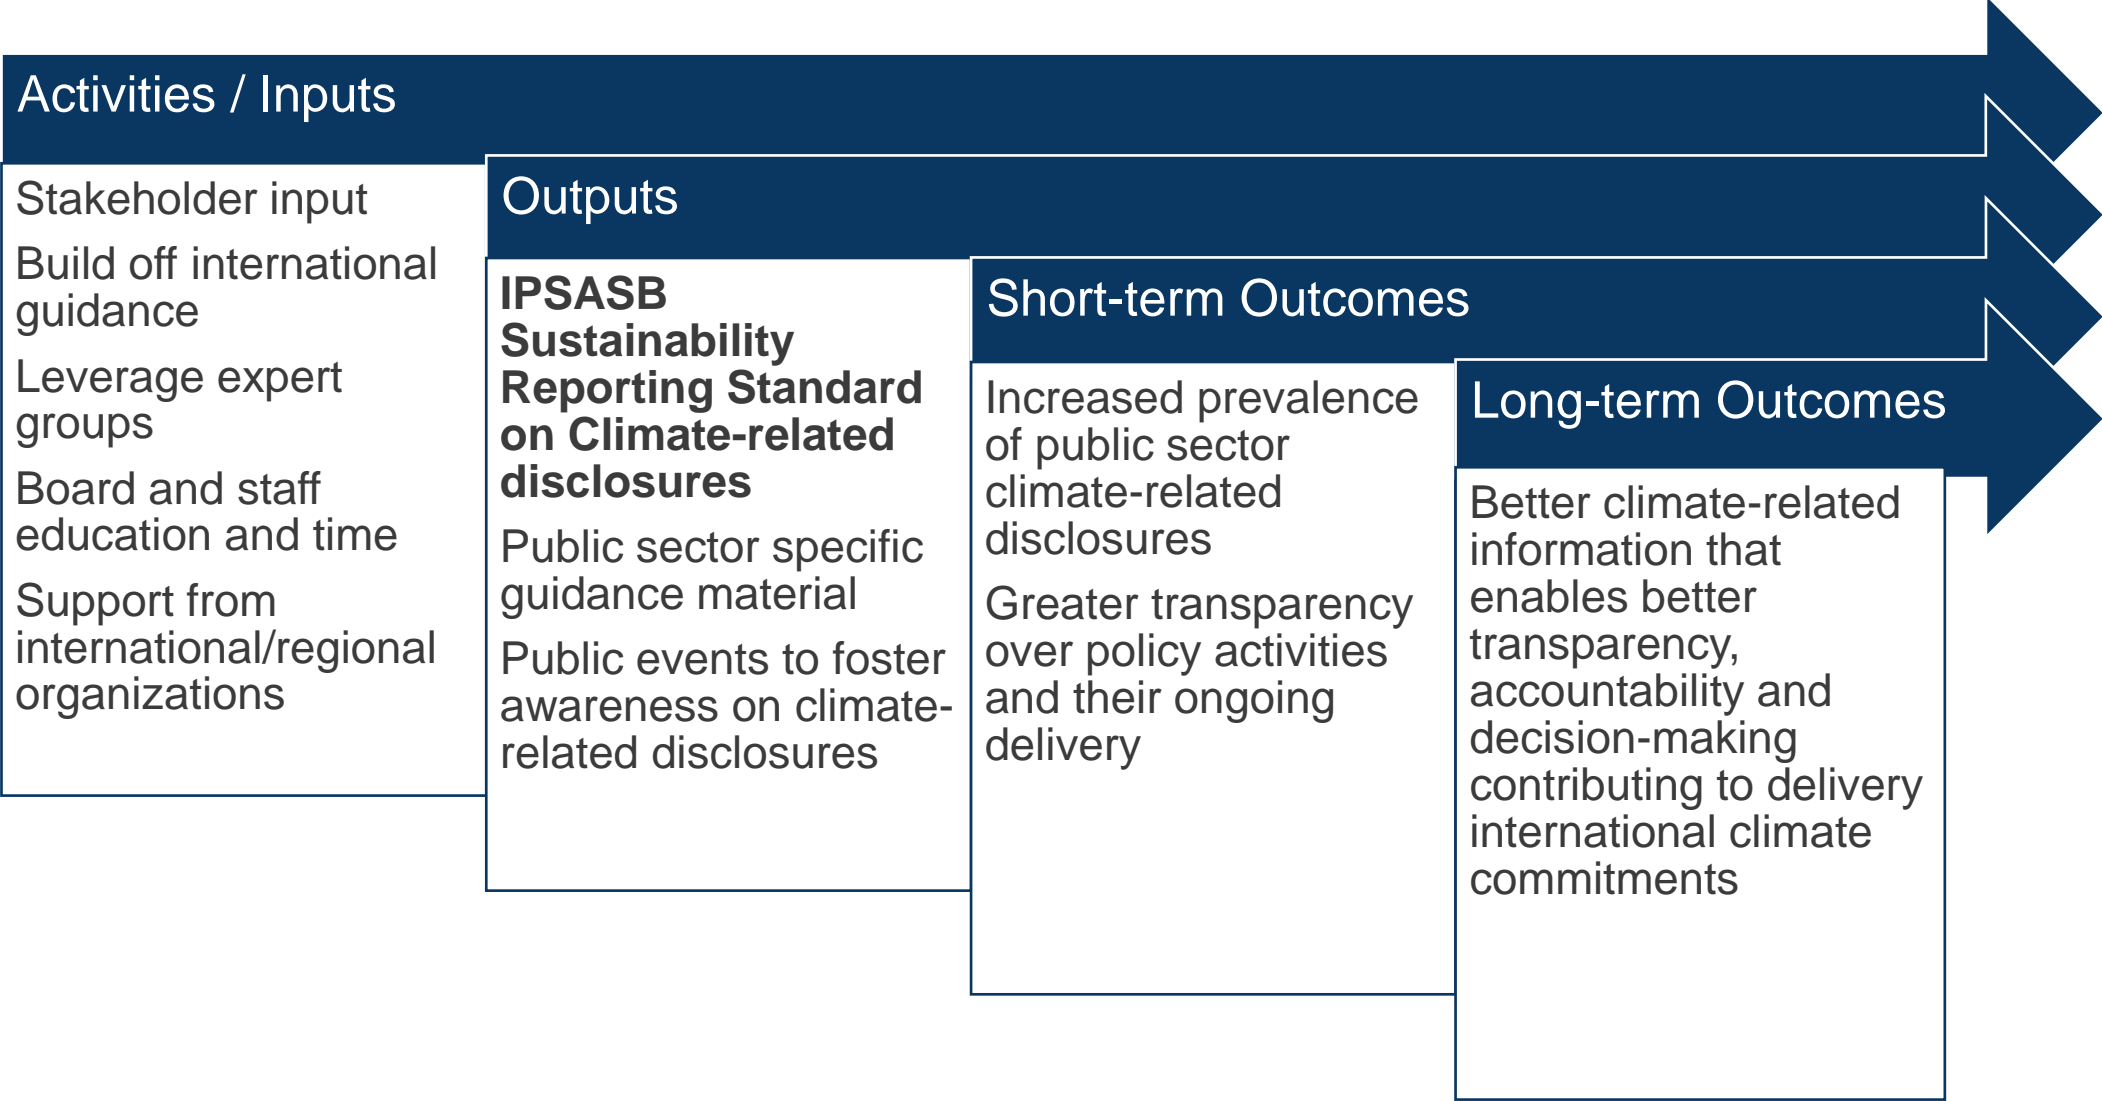 Activities / Inputs
Stakeholder input
Build off international
guidance
Leverage expert
groups
Board and staff
education and time
Support from
international/regional
organizations
Outputs
IPSASB
Sustainability
Reporting Standard
on Climate-related
disclosures
Public sector specific
guidance material
Public events to foster
awareness on climate-
related disclosures
Short-term Outcomes
Increased prevalence
of public sector
climate-related
disclosures
Greater transparency
over policy activities
and their ongoing
delivery
Long-term Outcomes
Better climate-related
information that
enables better
transparency,
accountability and
decision-making
contributing to delivery
international climate
commitments